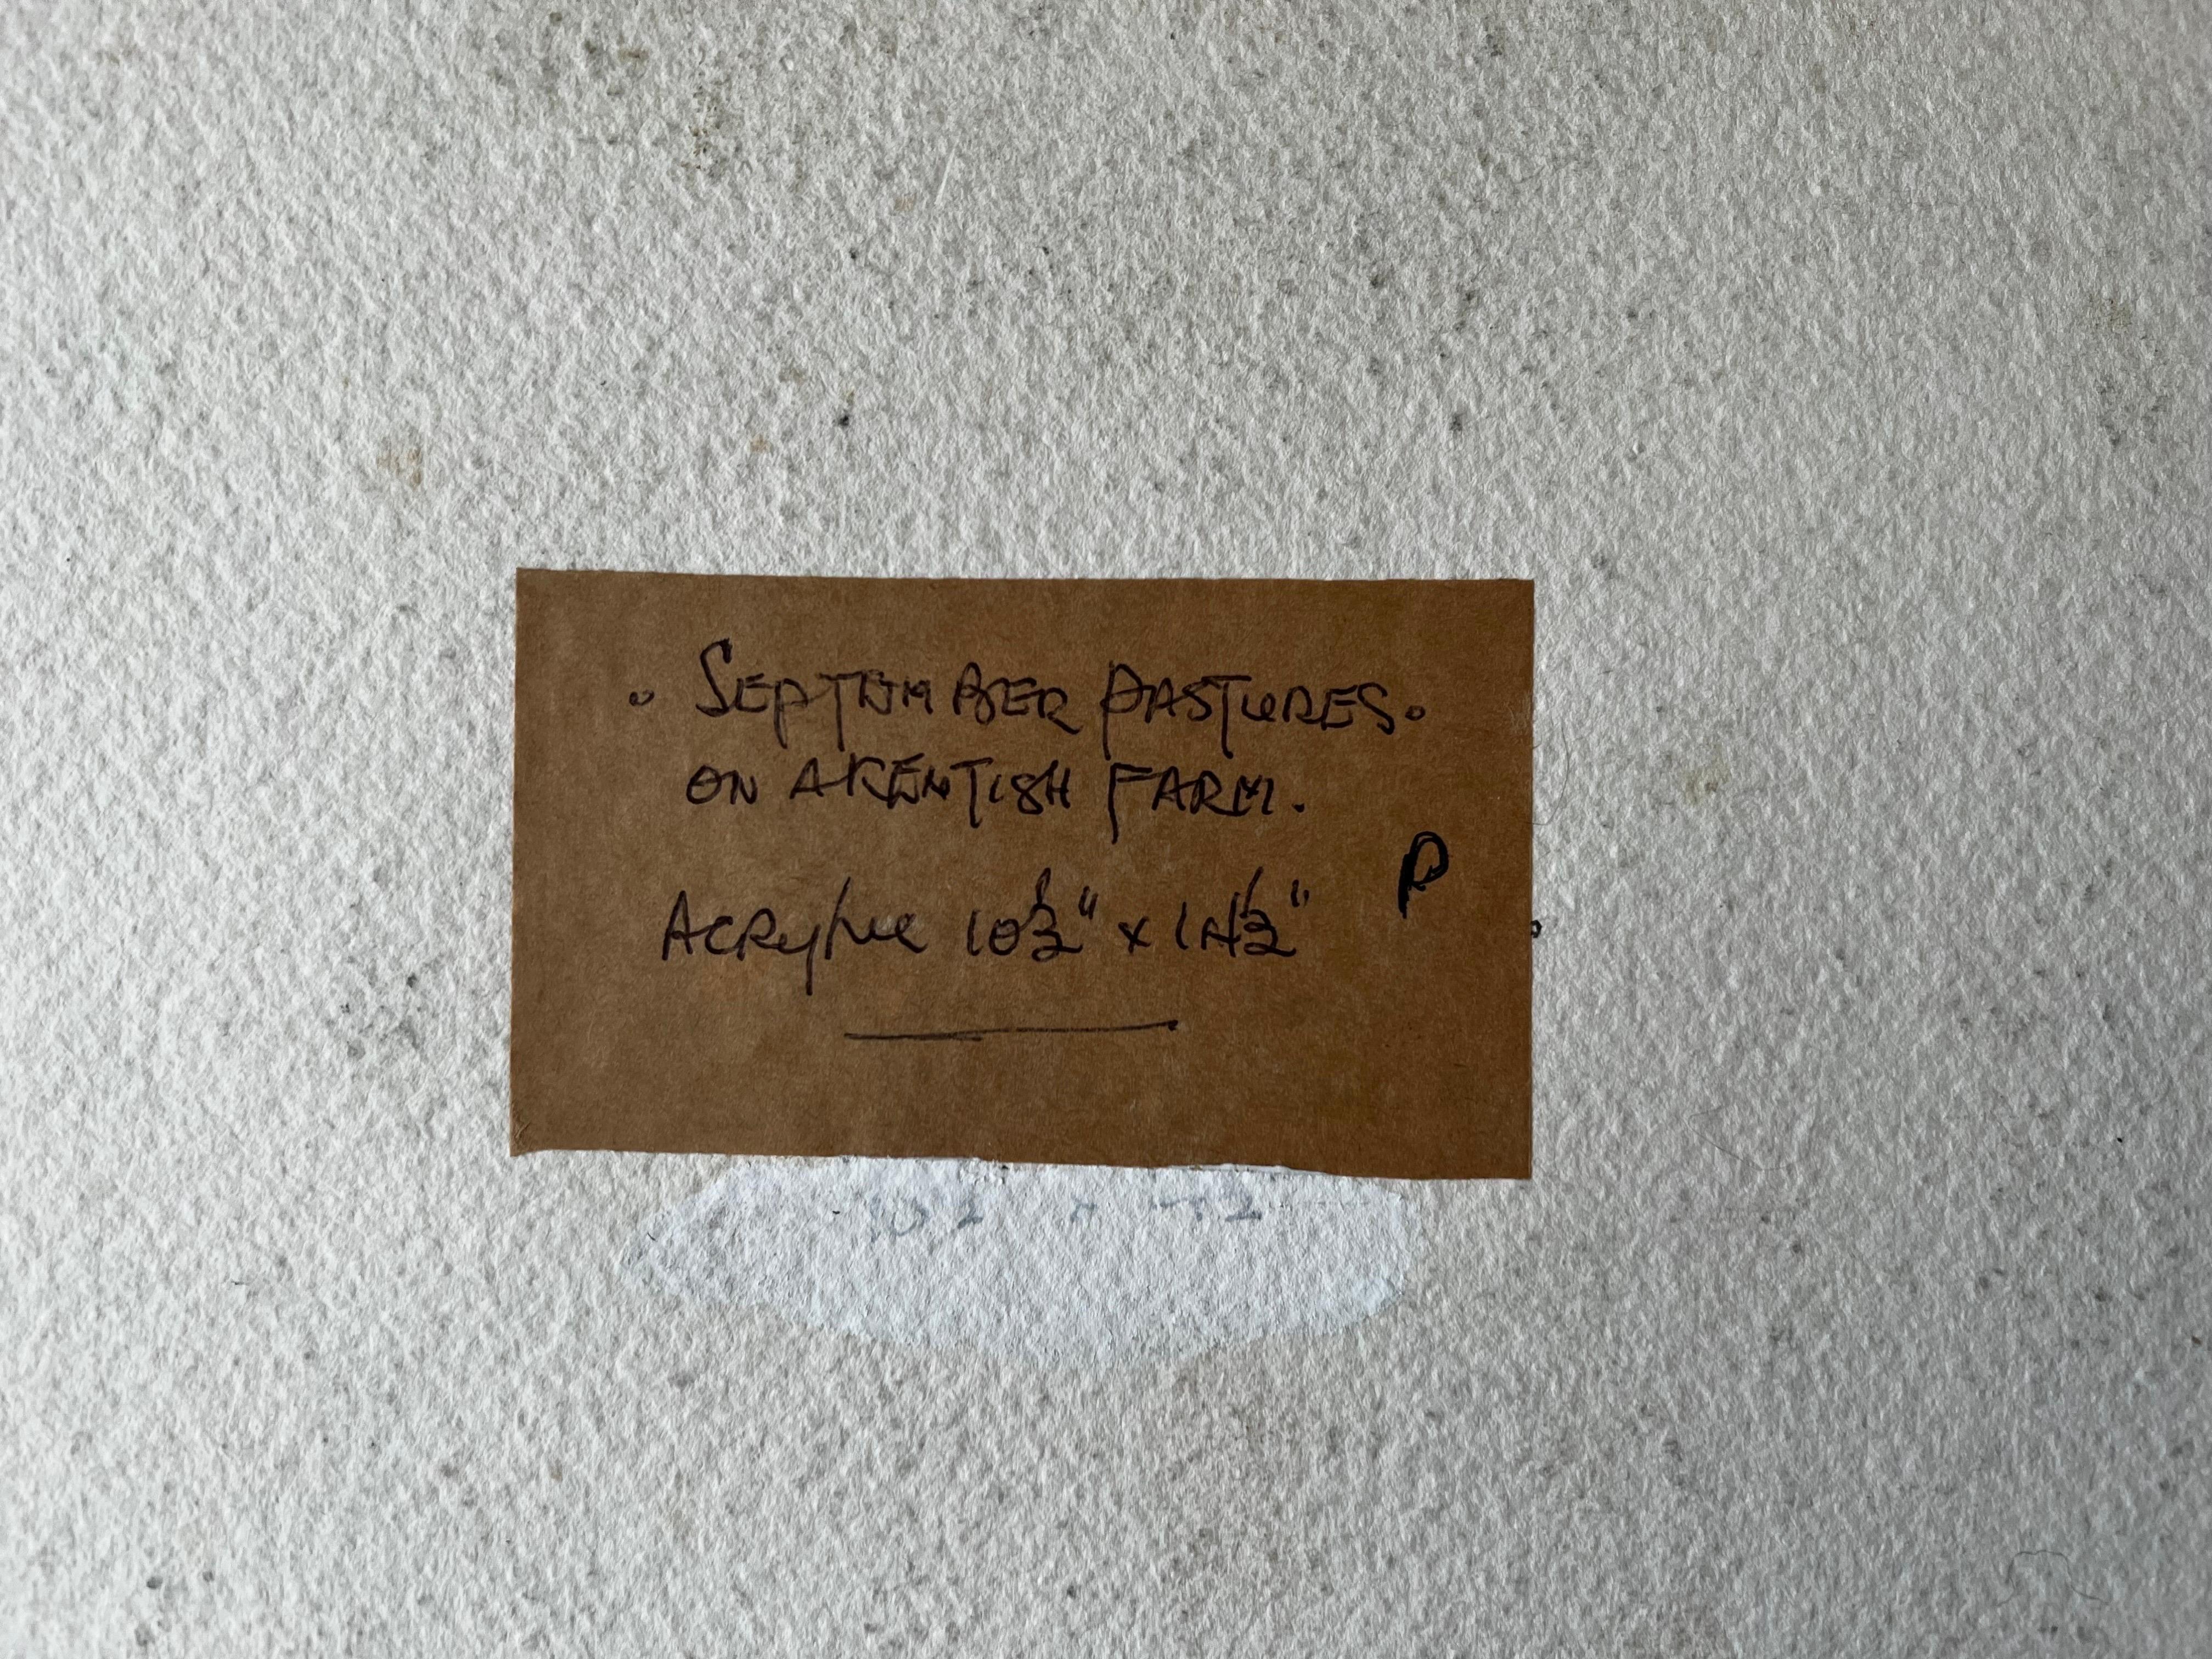 . SEPTEMBER PASTURES.
ON A KENTISH FARM.
P
Acrylic 10½" x 14½"